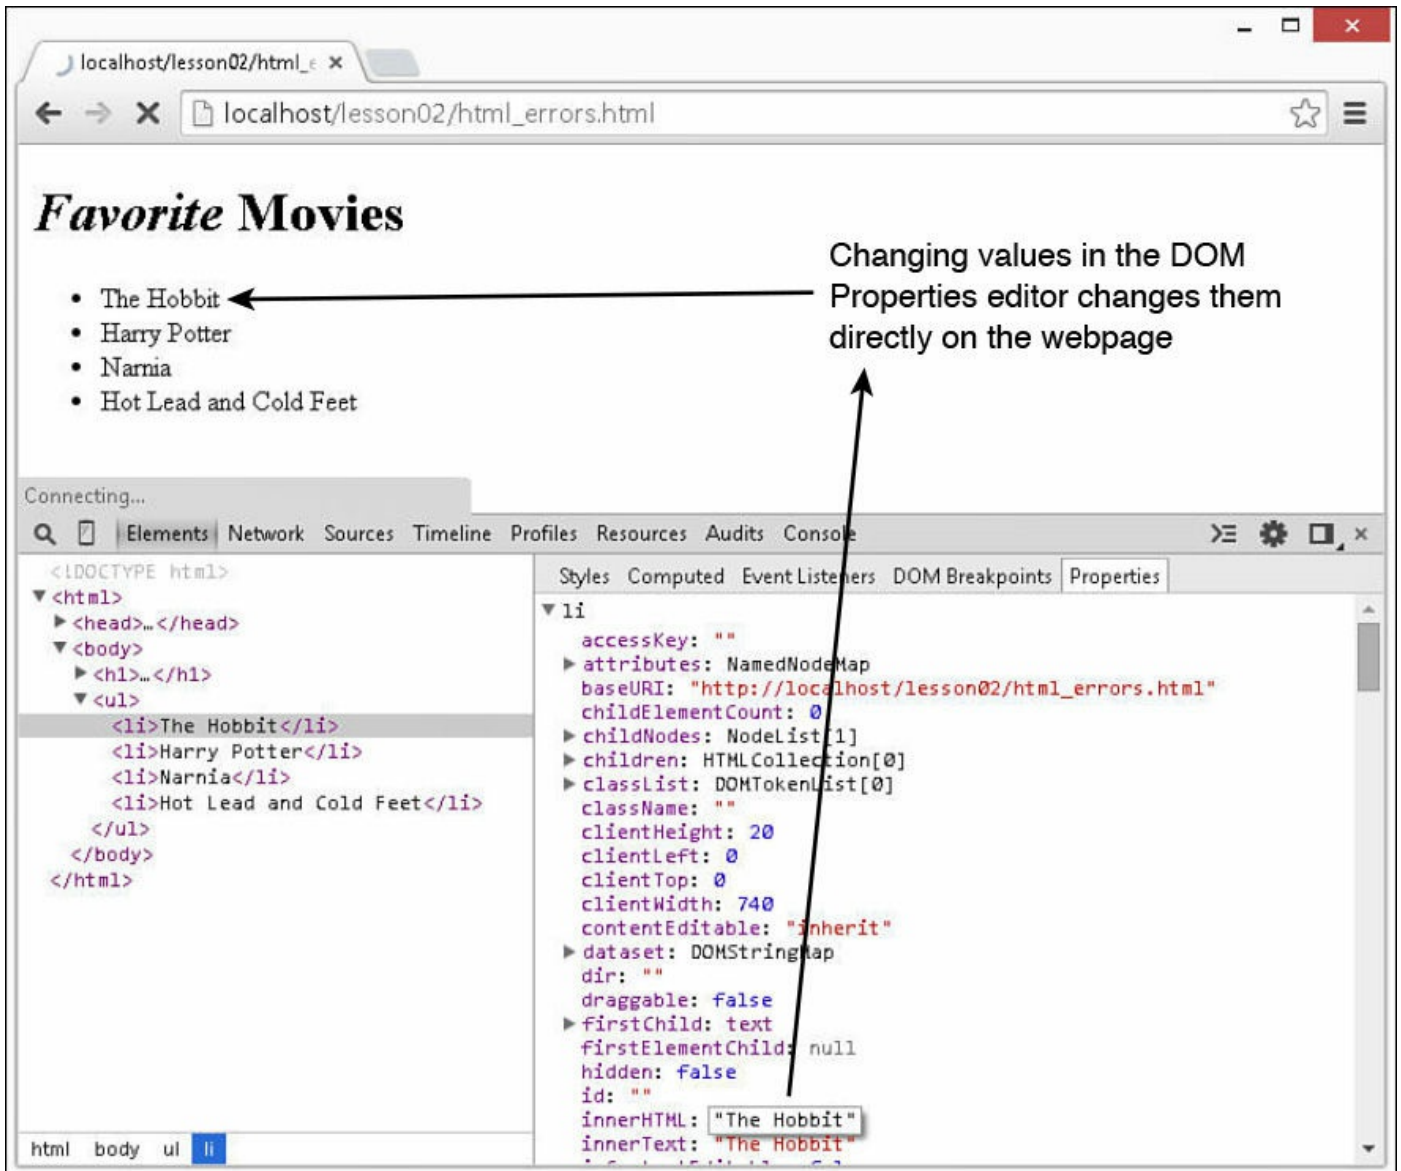 localhost/lesson02/html_e
localhost/lesson02/html_errors.html
Favorite Movies
• The Hobbit
• Harry Potter
• Narnia
• Hot Lead and Cold Feet
Changing values in the DOM
Properties editor changes them
directly on the webpage
Connecting...
Elements Network Sources Timeline Profiles Resources Audits Console
<!DOCTYPE html>
▼<html>
▶<head>…</head>
▼<body>
▶<h1>…</h1>
▼<ul>
<li>The Hobbit</li>
<li>Harry Potter</li>
<li>Narnia</li>
<li>Hot Lead and Cold Feet</li>
</ul>
</body>
</html>
html body ul li
Styles Computed Event Listeners DOM Breakpoints Properties
▼li
accessKey: ""
▶attributes: NamedNodeMap
baseURI: "http://localhost/lesson02/html_errors.html"
childElementCount: 0
▶childNodes: NodeList[1]
▶children: HTMLCollection[0]
▶classList: DOMTokenList[0]
className: ""
clientHeight: 20
clientLeft: 0
clientTop: 0
clientWidth: 740
contentEditable: "inherit"
▶dataset: DOMStringMap
dir: ""
draggable: false
▶firstChild: text
firstElementChild: null
hidden: false
id: ""
innerHTML: "The Hobbit"
innerText: "The Hobbit"